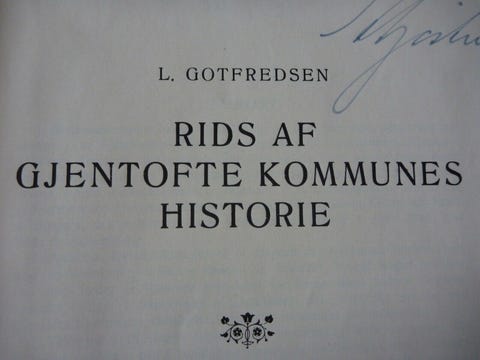 L. GOTFREDSEN
RIDS AF
GJENTOFTE KOMMUNES
HISTORIE